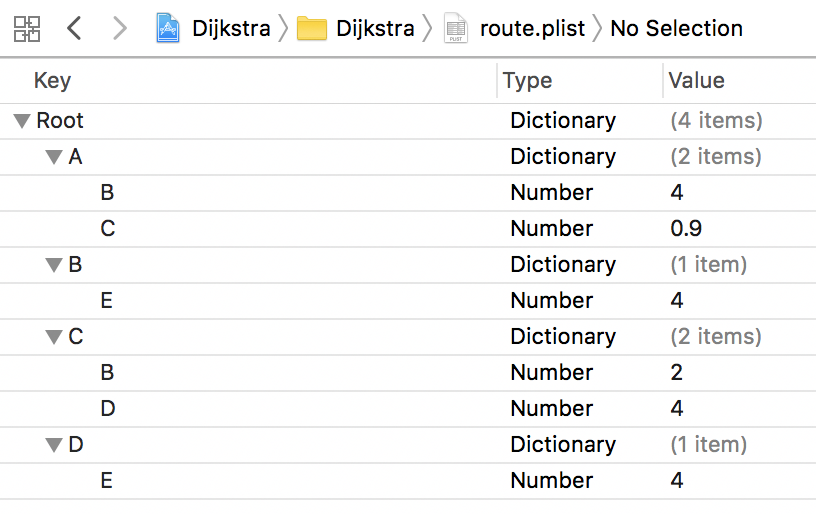 Dijkstra Dijkstra route.plist No Selection
Key Type Value
Root Dictionary (4 items)
A Dictionary (2 items)
B Number 4
C Number 0.9
B Dictionary (1 item)
E Number 4
C Dictionary (2 items)
B Number 2
D Number 4
D Dictionary (1 item)
E Number 4